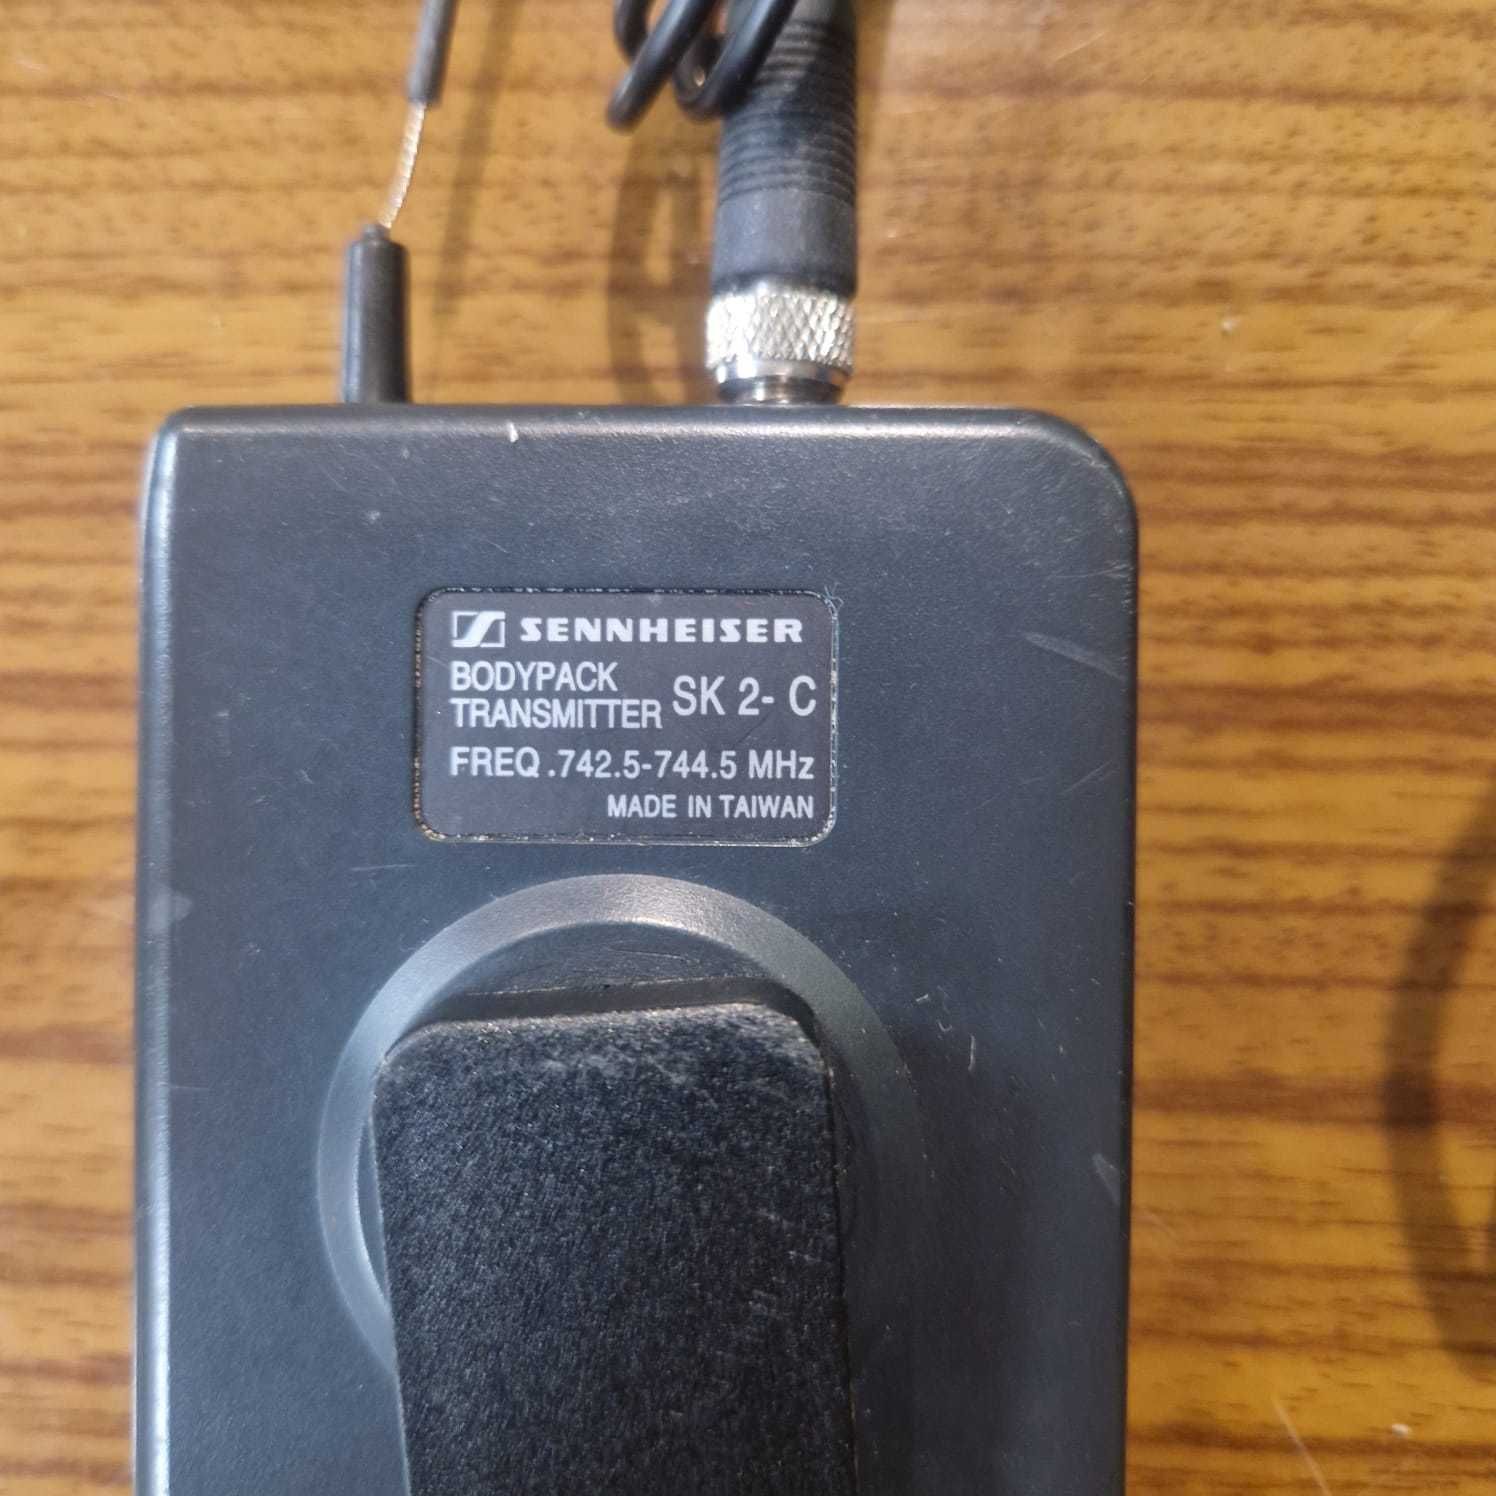 SENNHEISER
BODYPACK
TRANSMITTER SK 2- C
FREQ.742.5-744.5 MHz
MADE IN TAIWAN